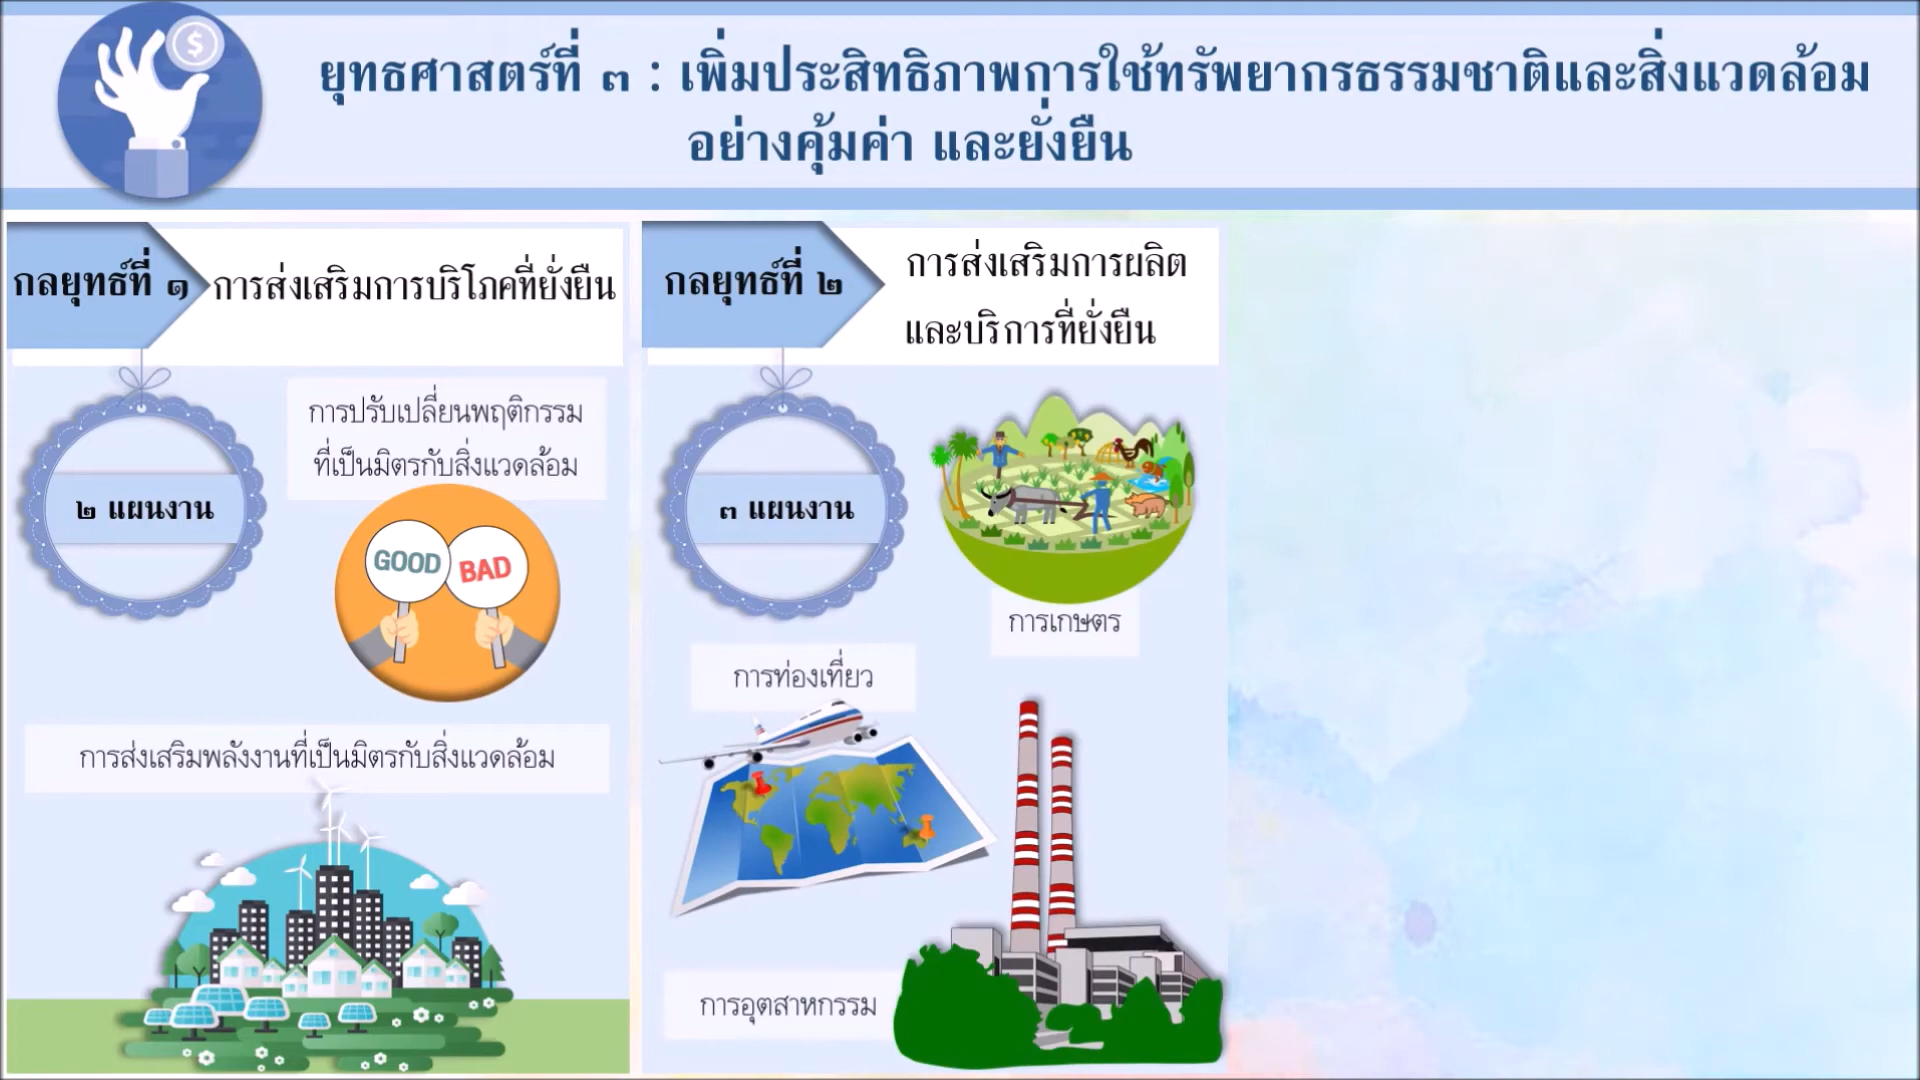 $
ยุทธศาสตร์ที่ ๓ : เพิ่มประสิทธิภาพการใช้ทรัพยากรธรรมชาติและสิ่งแวดล้อม
อย่างคุ้มค่า และยั่งยืน
กลยุทธ์ที่ ๑
การส่งเสริมการบริโภคที่ยั่งยืน
๒ แผนงาน
การปรับเปลี่ยนพฤติกรรม
ที่เป็นมิตรกับสิ่งแวดล้อม
GOOD
BAD
การส่งเสริมพลังงานที่เป็นมิตรกับสิ่งแวดล้อม
กลยุทธ์ที่ ๒
การส่งเสริมการผลิต
และบริการที่ยั่งยืน
๓ แผนงาน
การเกษตร
การท่องเที่ยว
การอุตสาหกรรม